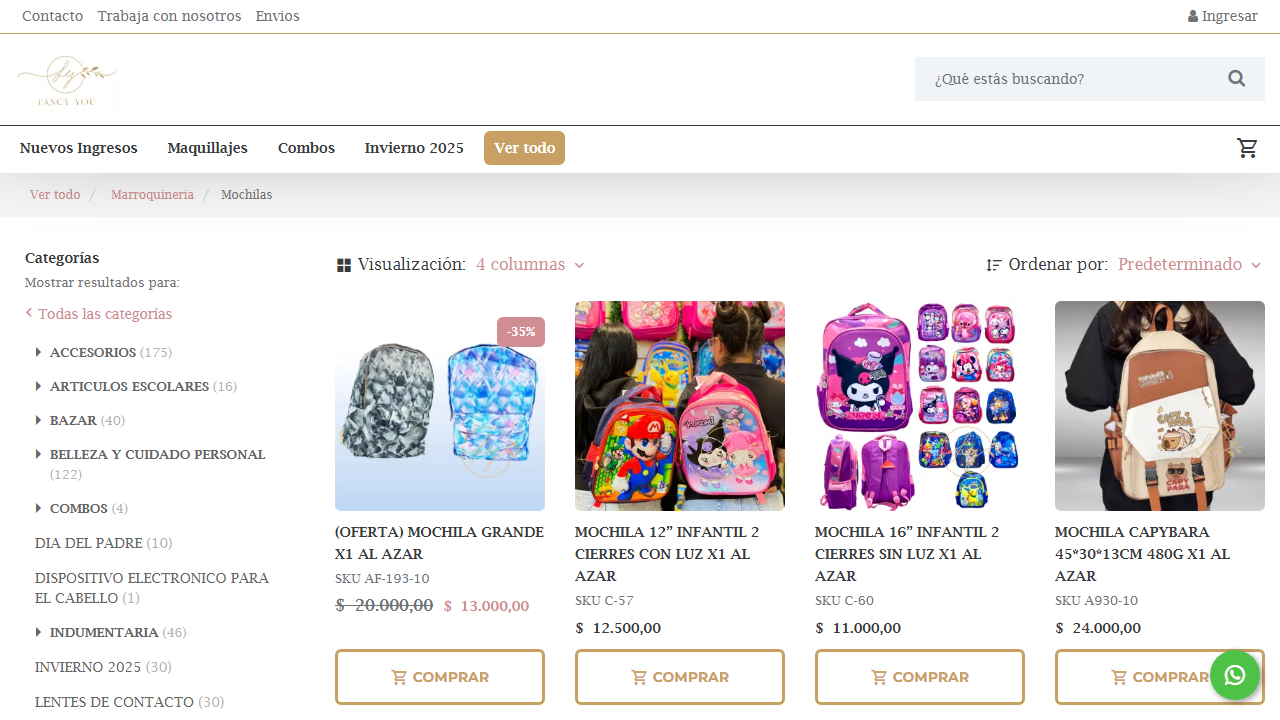 Contacto Trabaja con nosotros Envios Ingresar
FANCY YOU
¿Qué estás buscando?
Nuevos Ingresos Maquillajes Combos Invierno 2025 Ver todo
Ver todo / Marroquineria / Mochilas
Categorías
Mostrar resultados para:
Todas las categorías
ACCESORIOS (175)
ARTICULOS ESCOLARES (16)
BAZAR (40)
BELLEZA Y CUIDADO PERSONAL
(122)
COMBOS (4)
DIA DEL PADRE (10)
DISPOSITIVO ELECTRONICO PARA
EL CABELLO (1)
INDUMENTARIA (46)
INVIERNO 2025 (30)
LENTES DE CONTACTO (30)
Visualización: 4 columnas
Ordenar por: Predeterminado
-35%
(OFERTA) MOCHILA GRANDE
X1 AL AZAR
SKU AF-193-10
$ 20.000,00 $ 13.000,00
COMPRAR
KUROMI
MOCHILA 12” INFANTIL 2
CIERRES CON LUZ X1 AL
AZAR
SKU C-57
$ 12.500,00
COMPRAR
KUROMI
MOCHILA 16” INFANTIL 2
CIERRES SIN LUZ X1 AL
AZAR
SKU C-60
$ 11.000,00
COMPRAR
CAPY
BARA
CAPY
PARA
MOCHILA CAPYBARA
45*30*13CM 480G X1 AL
AZAR
SKU A930-10
$ 24.000,00
COMPRAR